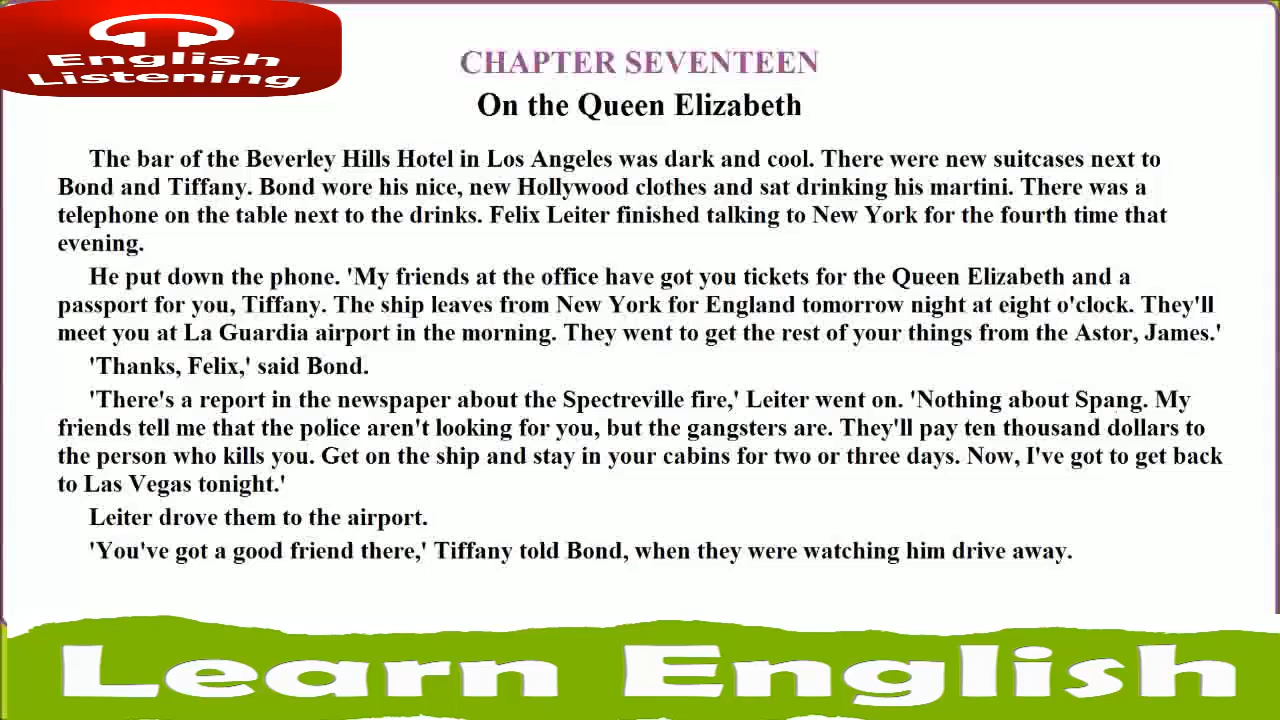 English
Listening
CHAPTER SEVENTEEN
On the Queen Elizabeth
The bar of the Beverley Hills Hotel in Los Angeles was dark and cool. There were new suitcases next to
Bond and Tiffany. Bond wore his nice, new Hollywood clothes and sat drinking his martini. There was a
telephone on the table next to the drinks. Felix Leiter finished talking to New York for the fourth time that
evening.
He put down the phone. 'My friends at the office have got you tickets for the Queen Elizabeth and a
passport for you, Tiffany. The ship leaves from New York for England tomorrow night at eight o'clock. They'll
meet you at La Guardia airport in the morning. They went to get the rest of your things from the Astor, James.'
'Thanks, Felix,' said Bond.
'There's a report in the newspaper about the Spectreville fire,' Leiter went on. 'Nothing about Spang. My
friends tell me that the police aren't looking for you, but the gangsters are. They'll pay ten thousand dollars to
the person who kills you. Get on the ship and stay in your cabins for two or three days. Now, I've got to get back
to Las Vegas tonight.'
Leiter drove them to the airport.
'You've got a good friend there,' Tiffany told Bond, when they were watching him drive away.
Learn English